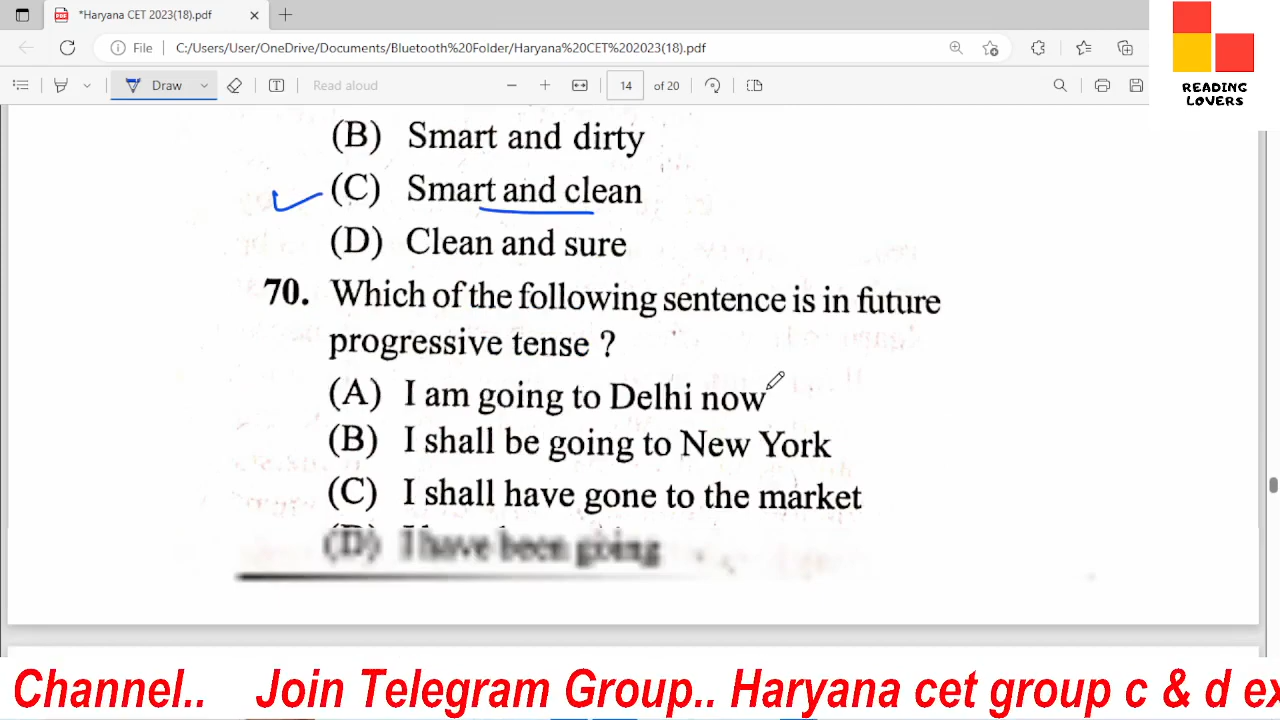 *Haryana CET 2023(18).pdf
File C:/Users/User/OneDrive/Documents/Bluetooth%20Folder/Haryana%20CET%202023(18).pdf
Draw Read aloud 14 of 20
READING
LOVERS
(B) Smart and dirty
(C) Smart and clean
(D) Clean and sure
70. Which of the following sentence is in future
progressive tense ?
(A) I am going to Delhi now
(B) I shall be going to New York
(C) I shall have gone to the market
(D) I have been going
Channel.. Join Telegram Group.. Haryana cet group c & d ex